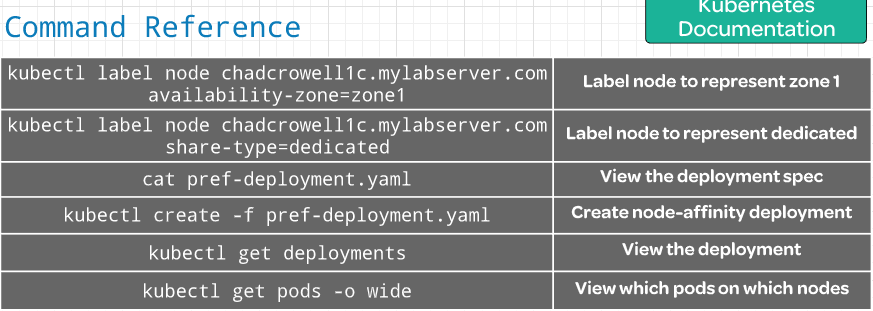 Kubernetes
Documentation
Command Reference
kubectl label node chadcrowell1c.mylabserver.com
availability-zone=zone1
Label node to represent zone 1
kubectl label node chadcrowell1c.mylabserver.com
share-type=dedicated
Label node to represent dedicated
cat pref-deployment.yaml
View the deployment spec
kubectl create -f pref-deployment.yaml
Create node-affinity deployment
kubectl get deployments
View the deployment
kubectl get pods -o wide
View which pods on which nodes